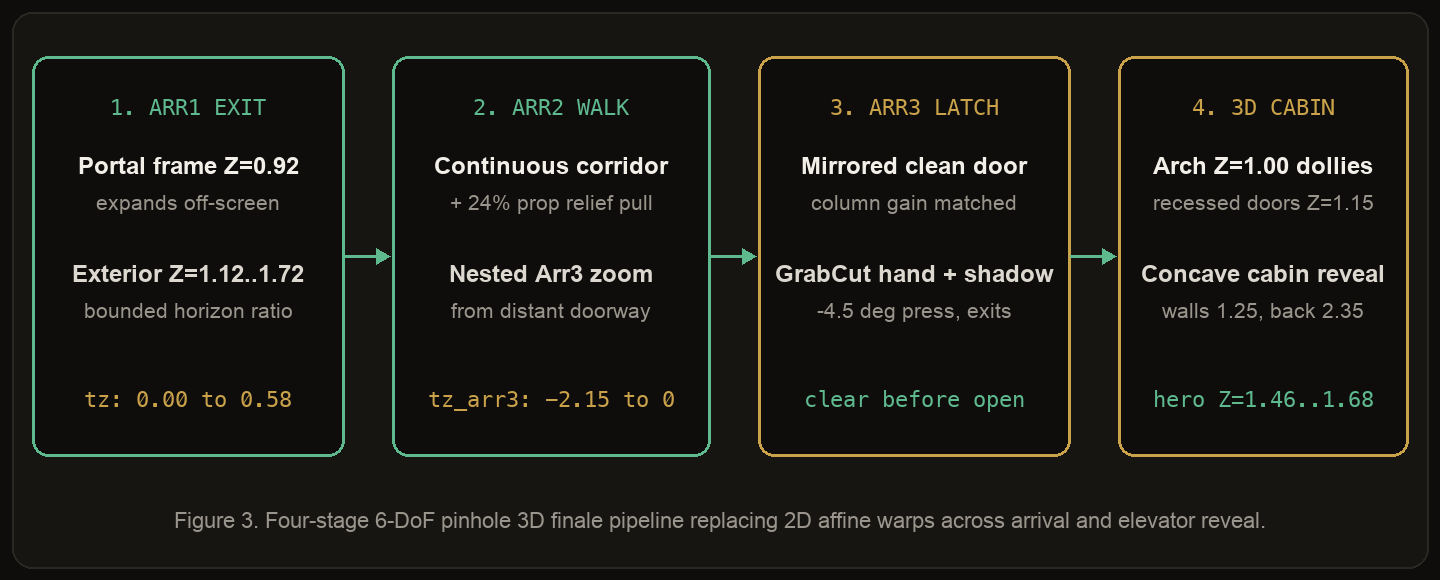 1. ARR1 EXIT
Portal frame Z=0.92
expands off-screen
Exterior Z=1.12..1.72
bounded horizon ratio
tz: 0.00 to 0.58
2. ARR2 WALK
Continuous corridor
+ 24% prop relief pull
Nested Arr3 zoom
from distant doorway
tz_arr3: −2.15 to 0
3. ARR3 LATCH
Mirrored clean door
column gain matched
GrabCut hand + shadow
-4.5 deg press, exits
clear before open
4. 3D CABIN
Arch Z=1.00 dollies
recessed doors Z=1.15
Concave cabin reveal
walls 1.25, back 2.35
hero Z=1.46..1.68
Figure 3. Four-stage 6-DoF pinhole 3D finale pipeline replacing 2D affine warps across arrival and elevator reveal.